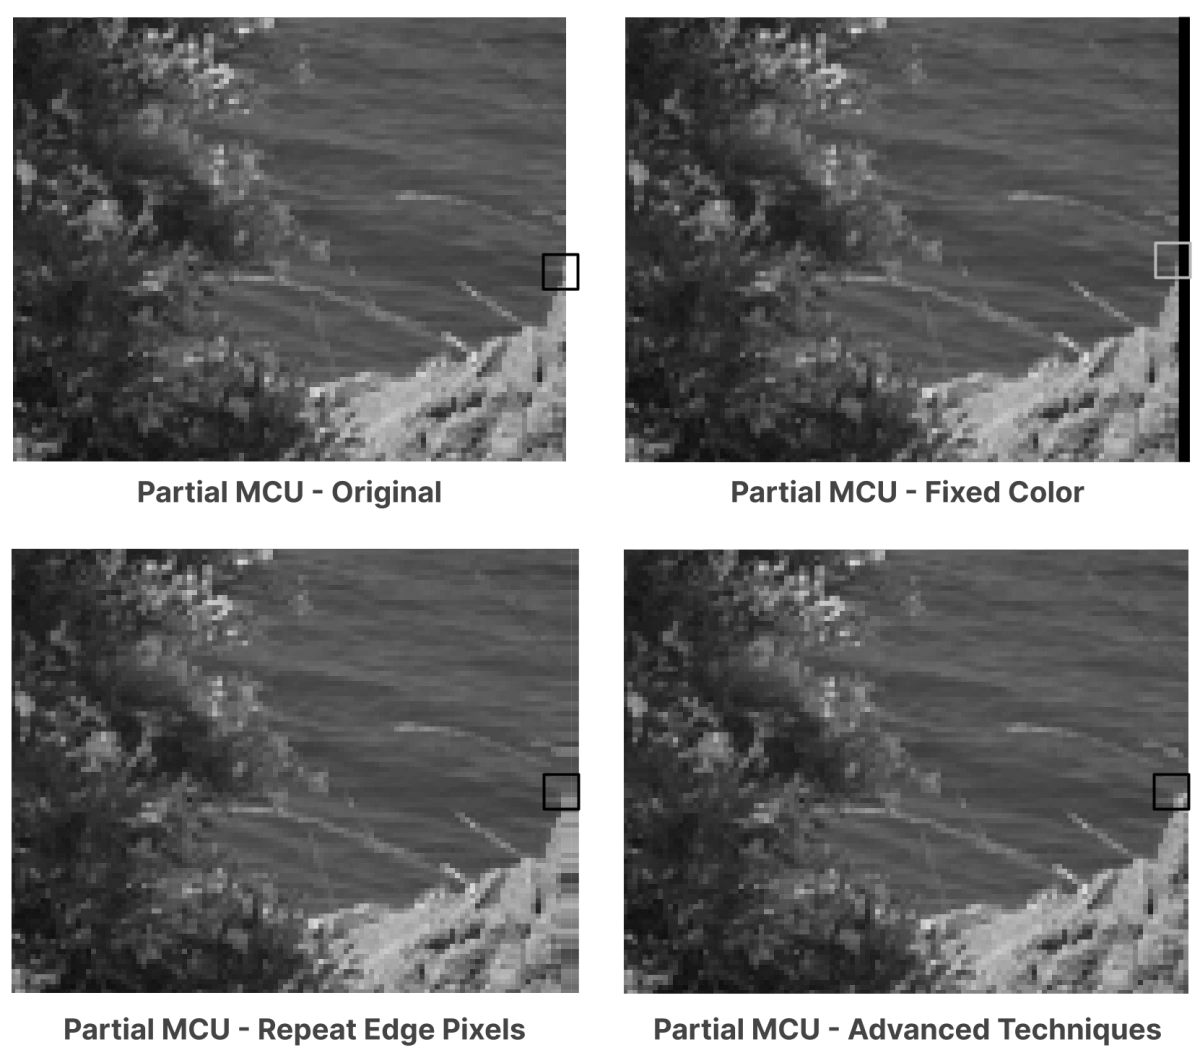 Partial MCU - Original
Partial MCU - Fixed Color
Partial MCU - Repeat Edge Pixels
Partial MCU - Advanced Techniques